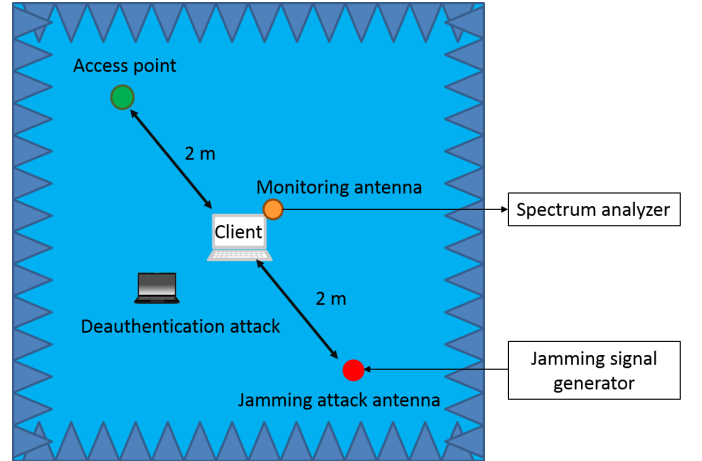 Access point
2 m
Monitoring antenna
Spectrum analyzer
Client
2 m
Deauthentication attack
Jamming signal
generator
Jamming attack antenna